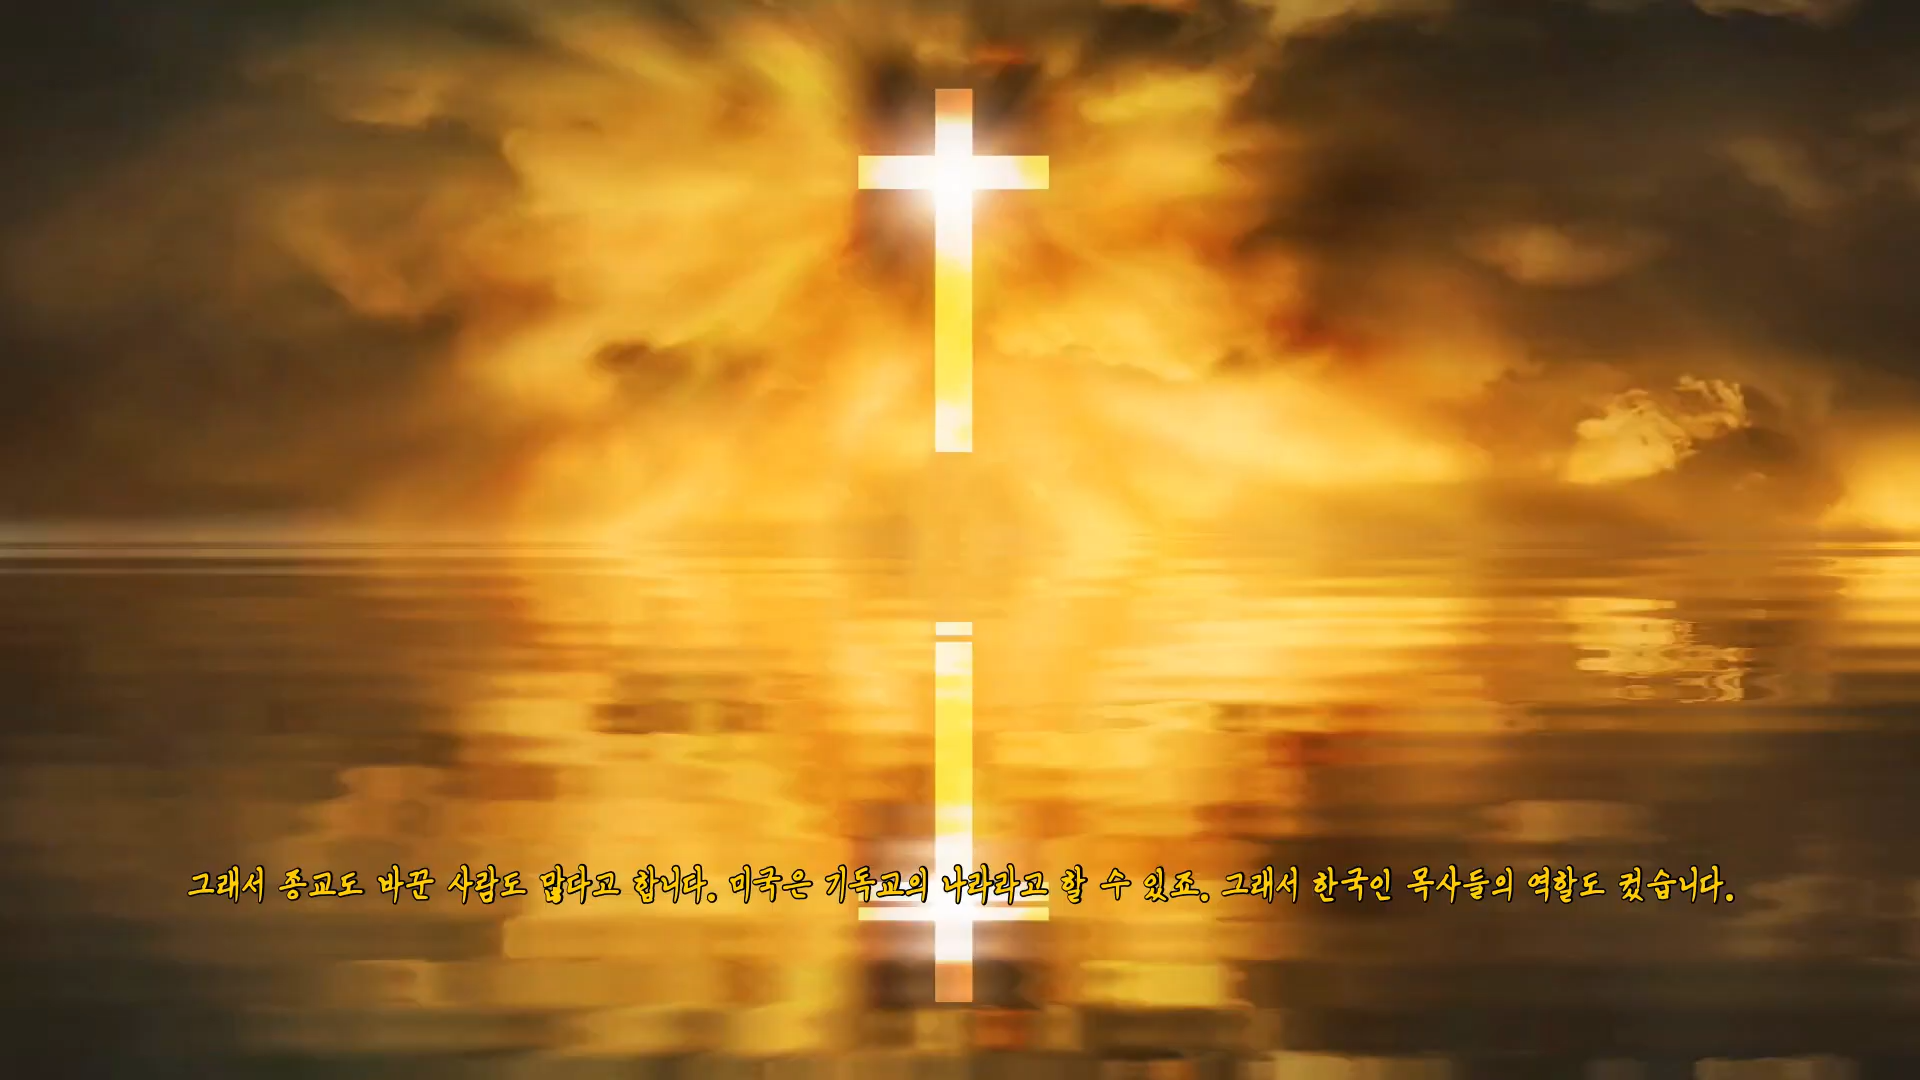 그래서 종교도 바꾼 사람도 많다고 합니다. 미국은 기독교의 나라라고 할 수 있죠. 그래서 한국인 목사들의 역할도 컸습니다.